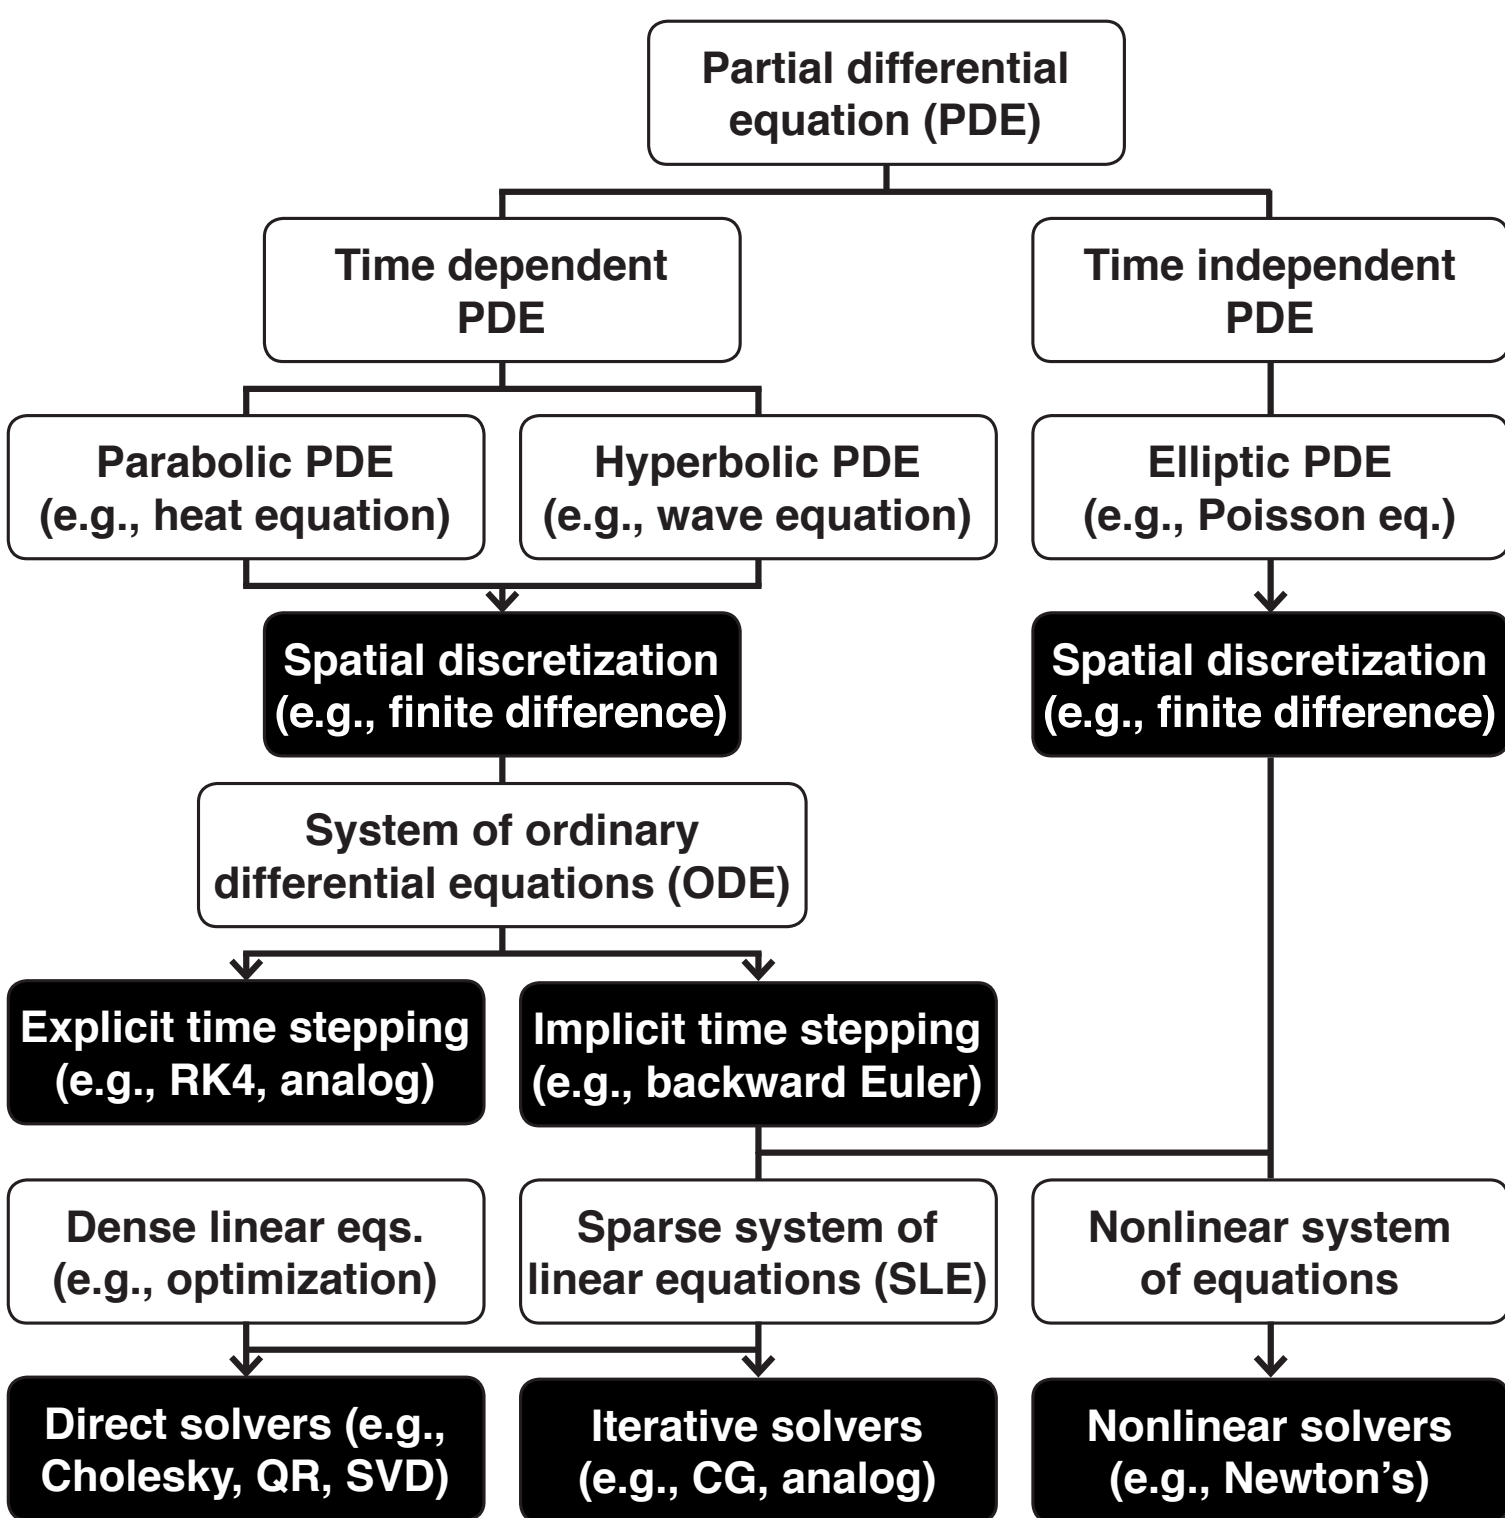 Partial differential
equation (PDE)
Time dependent
PDE
Time independent
PDE
Parabolic PDE
(e.g., heat equation)
Hyperbolic PDE
(e.g., wave equation)
Elliptic PDE
(e.g., Poisson eq.)
Spatial discretization
(e.g., finite difference)
Spatial discretization
(e.g., finite difference)
System of ordinary
differential equations (ODE)
Explicit time stepping
(e.g., RK4, analog)
Implicit time stepping
(e.g., backward Euler)
Dense linear eqs.
(e.g., optimization)
Sparse system of
linear equations (SLE)
Nonlinear system
of equations
Direct solvers (e.g.,
Cholesky, QR, SVD)
Iterative solvers
(e.g., CG, analog)
Nonlinear solvers
(e.g., Newton’s)